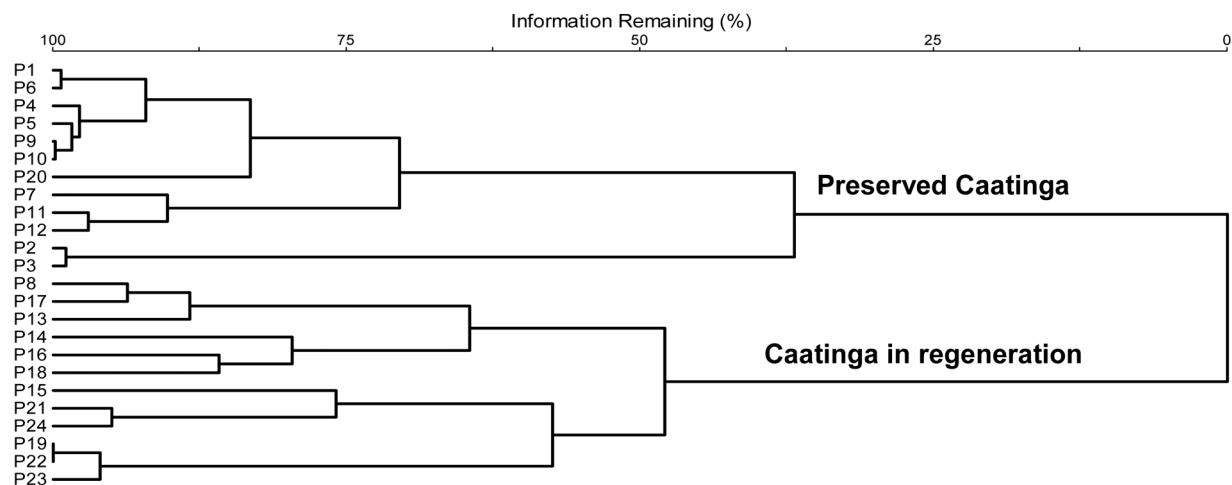 Information Remaining (%)
100 75 50 25 0
P1
P6
P4
P5
P9
P10
P20
P7
P11
P12
P2
P3
P8
P17
P13
P14
P16
P18
P15
P21
P24
P19
P22
P23
Preserved Caatinga
Caatinga in regeneration